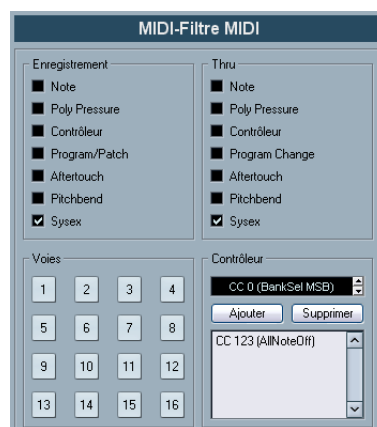 MIDI-Filtre MIDI
Enregistrement
Note
Poly Pressure
Contrôleur
Program/Patch
Aftertouch
Pitchbend
Sysex
Thru
Note
Poly Pressure
Contrôleur
Program Change
Aftertouch
Pitchbend
Sysex
Voies
1 2 3 4
5 6 7 8
9 10 11 12
13 14 15 16
Contrôleur
CC 0 (BankSel MSB)
Ajouter Supprimer
CC 123 (AllNoteOff)